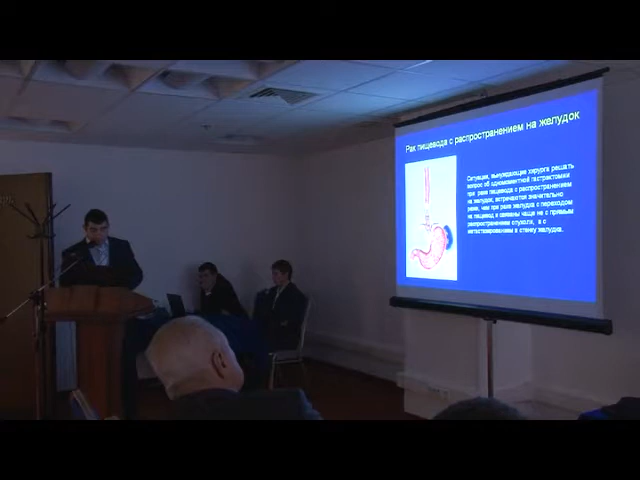 Рак пищевода с распространением на желудок
Ситуации, вынуждающие хирурга решать
вопрос об одномоментной гастрэктомии
при раке пищевода с распространением
на желудок, встречаются значительно
реже, чем при раке желудка с переходом
на пищевод и связаны чаще не с прямым
распространением опухоли, а с
метастазированием в стенку желудка.